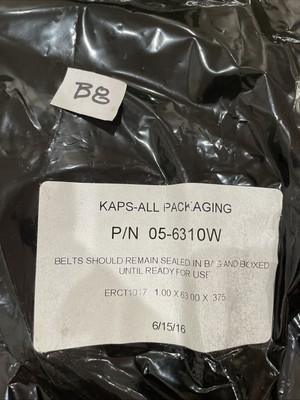 B8
KAPS-ALL PACKAGING
P/N 05-6310W
BELTS SHOULD REMAIN SEALED IN BAG AND BOXED
UNTIL READY FOR USE
ERCT1017 1.00 X 63.00 X .375
6/15/16